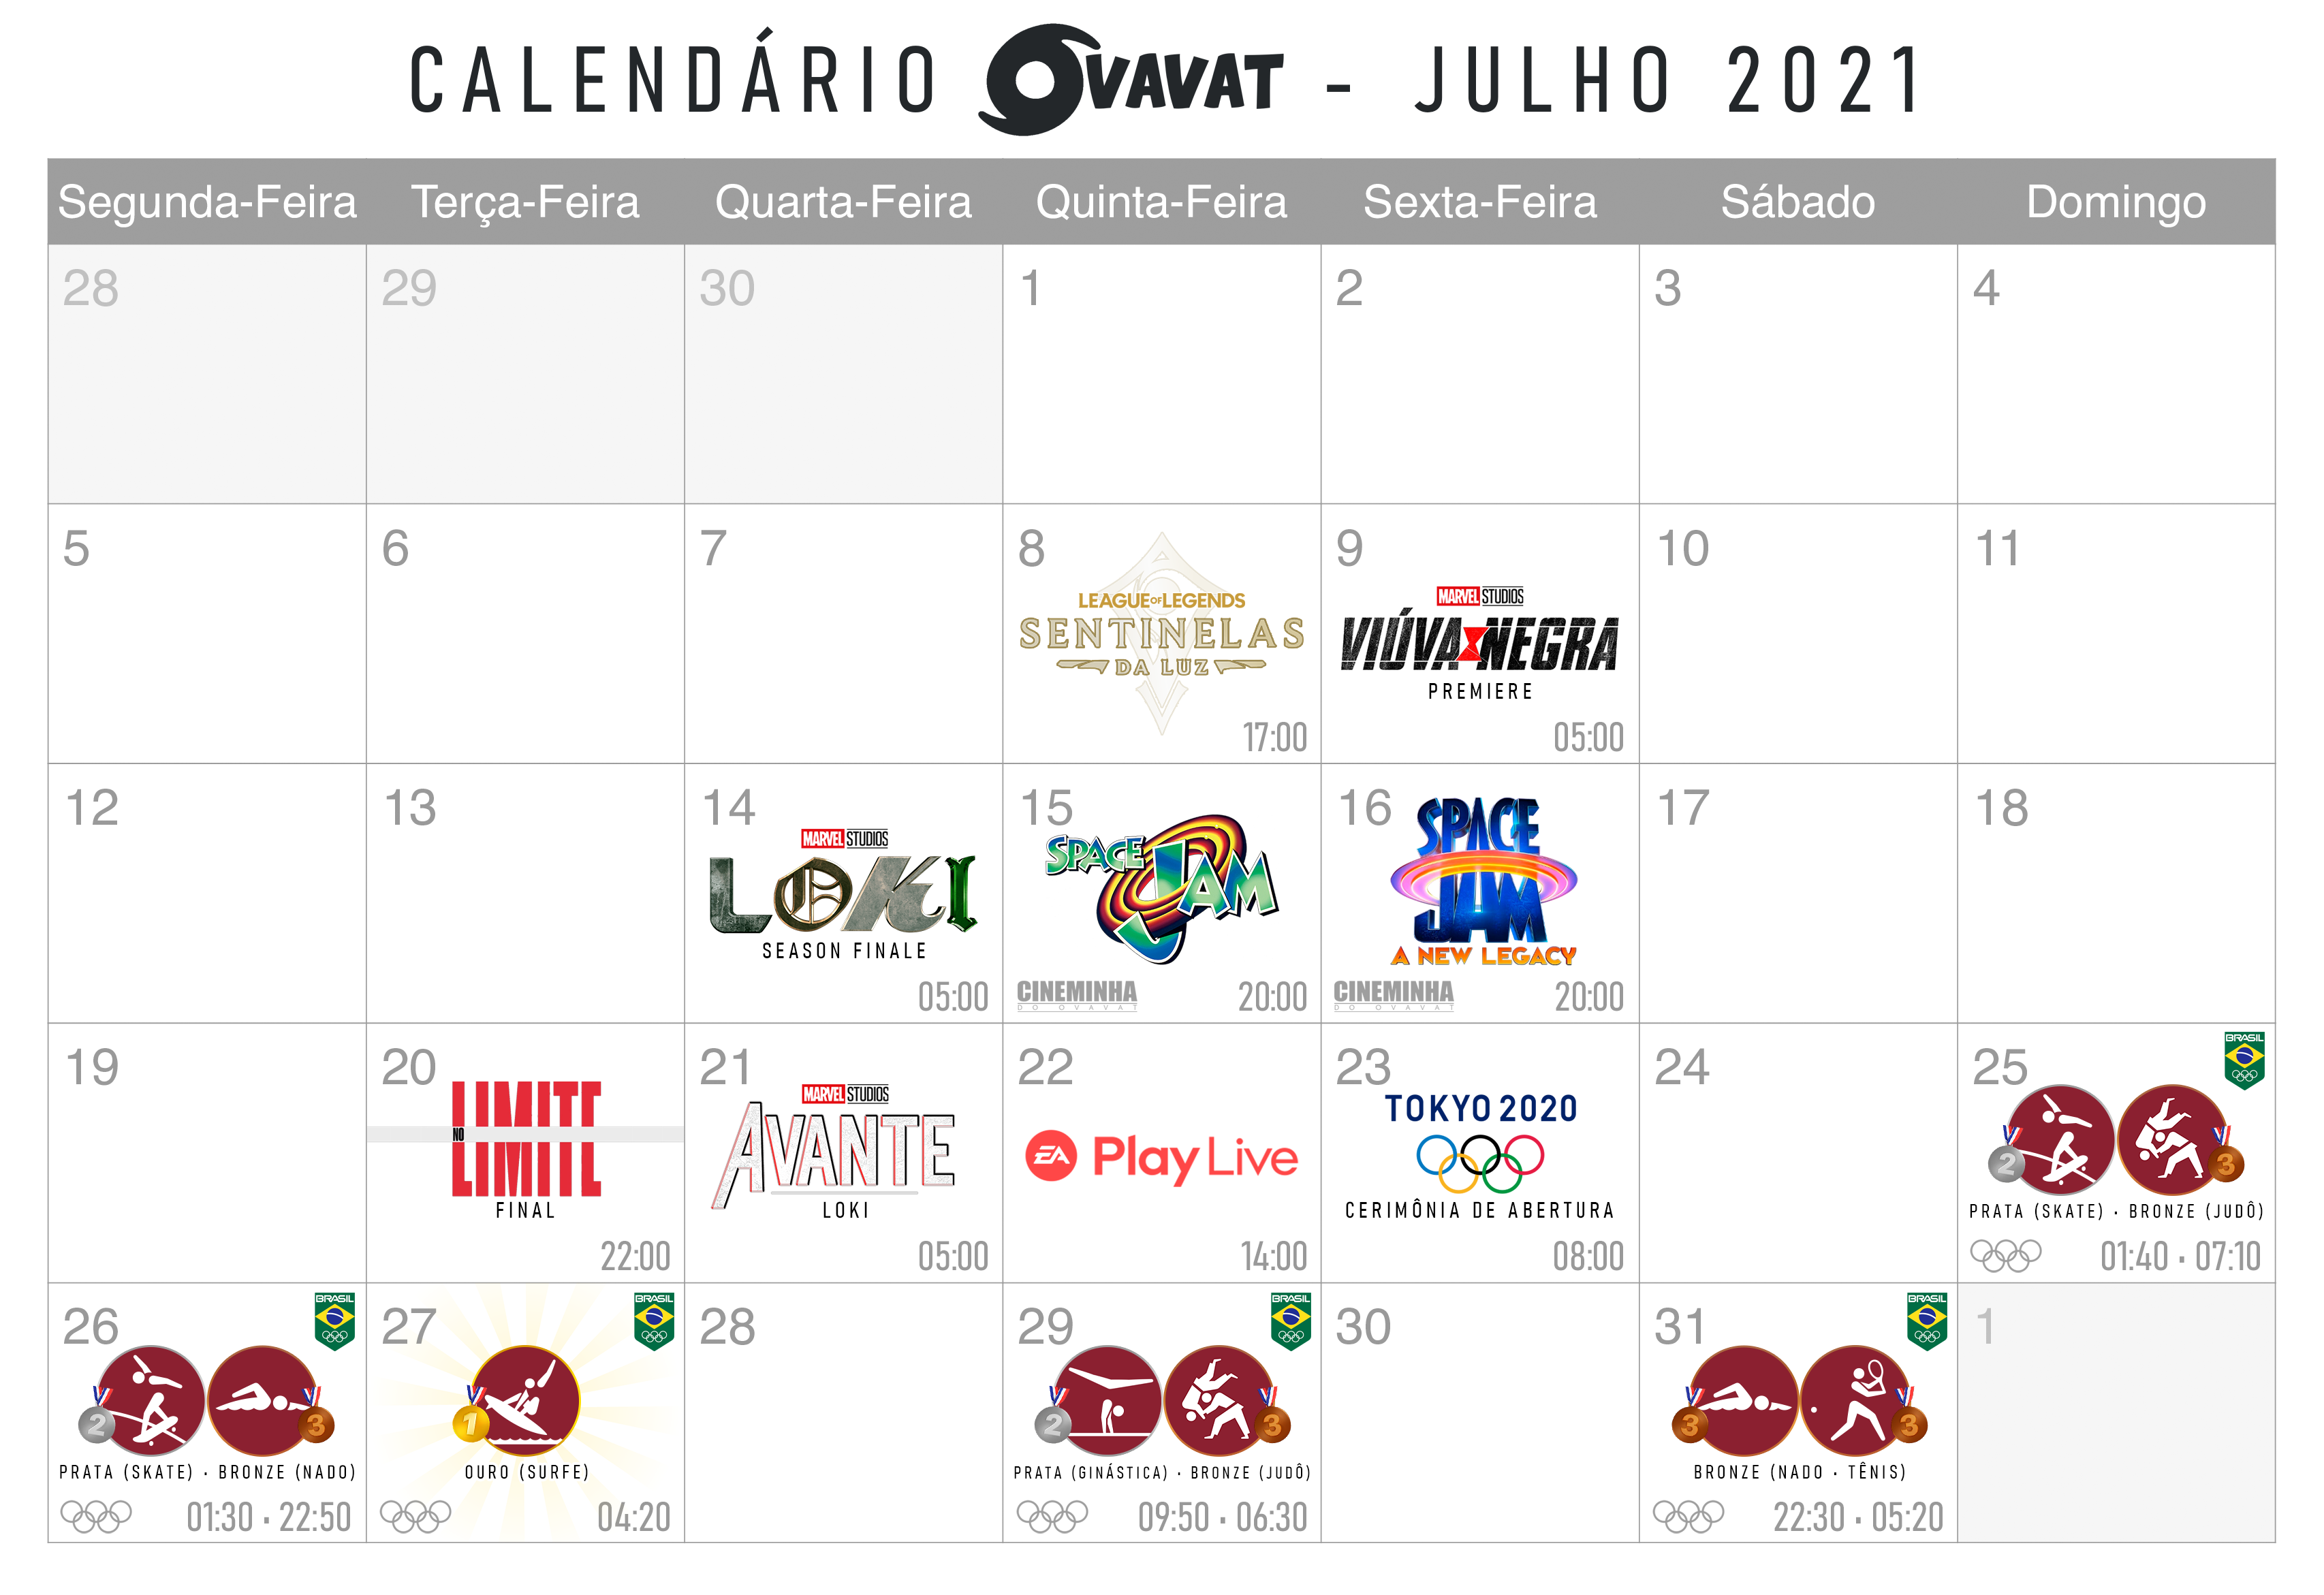 CALENDÁRIO OVAVAT - JULHO 2021
Segunda-Feira Terça-Feira Quarta-Feira Quinta-Feira Sexta-Feira Sábado Domingo
28 29 30 1 2 3 4
5 6 7 8 9 10 11
LEAGUE OF LEGENDS
SENTINELAS
DA LUZ
17:00
MARVEL STUDIOS
VIÚVA NEGRA
PREMIERE
05:00
12 13 14 15 16 17 18
MARVEL STUDIOS
LOKI
SEASON FINALE
05:00
SPACE JAM
CINEMINHA
DO OVAVAT
20:00
SPACE
JAM
A NEW LEGACY
CINEMINHA
DO OVAVAT
20:00
19 20 21 22 23 24 25
NO LIMITE
FINAL
22:00
MARVEL STUDIOS
AVANTE
LOKI
05:00
EA Play Live
14:00
TOKYO 2020
CERIMÔNIA DE ABERTURA
08:00
BRASIL
2 3
PRATA (SKATE) · BRONZE (JUDÔ)
01:40 · 07:10
26 27 28 29 30 31 1
BRASIL
2 3
PRATA (SKATE) · BRONZE (NADO)
01:30 · 22:50
BRASIL
1
OURO (SURFE)
04:20
BRASIL
2 3
PRATA (GINÁSTICA) · BRONZE (JUDÔ)
09:50 · 06:30
BRASIL
3 3
BRONZE (NADO · TÊNIS)
22:30 · 05:20